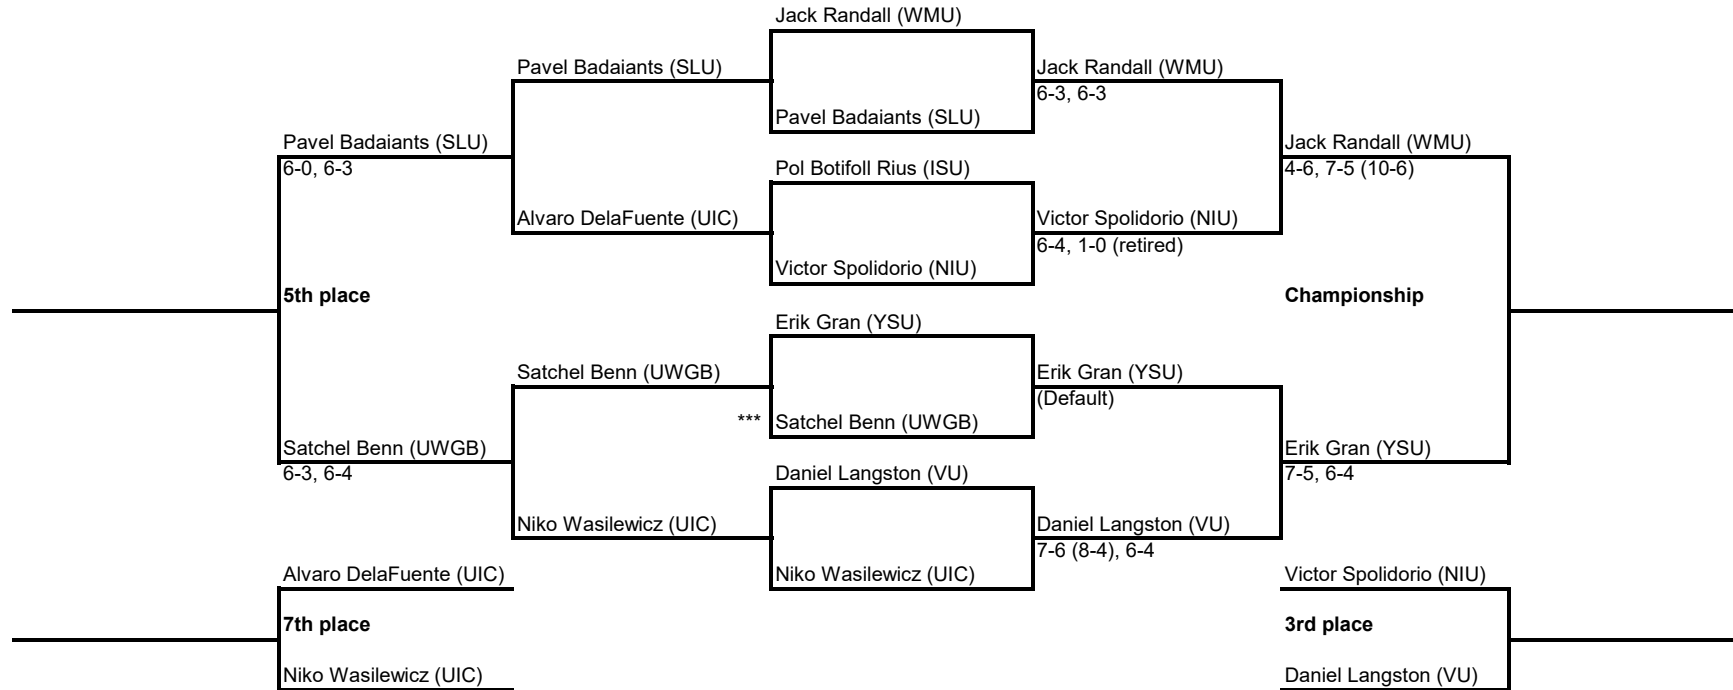 Jack Randall (WMU)
Pavel Badaiants (SLU)
Jack Randall (WMU)
6-3, 6-3
Pavel Badaiants (SLU)
Pavel Badaiants (SLU)
6-0, 6-3
Jack Randall (WMU)
4-6, 7-5 (10-6)
Pol Botifoll Rius (ISU)
Alvaro DelaFuente (UIC)
Victor Spolidorio (NIU)
6-4, 1-0 (retired)
Victor Spolidorio (NIU)
5th place
Championship
Erik Gran (YSU)
Satchel Benn (UWGB)
Erik Gran (YSU)
(Default)
*** Satchel Benn (UWGB)
Satchel Benn (UWGB)
6-3, 6-4
Erik Gran (YSU)
7-5, 6-4
Daniel Langston (VU)
Niko Wasilewicz (UIC)
Daniel Langston (VU)
7-6 (8-4), 6-4
Alvaro DelaFuente (UIC)
Niko Wasilewicz (UIC)
Victor Spolidorio (NIU)
7th place
3rd place
Niko Wasilewicz (UIC)
Daniel Langston (VU)